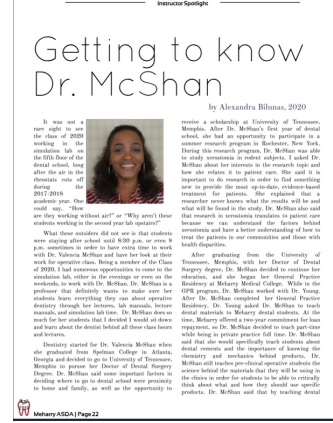 Instructor Spotlight
Getting to know
Dr. McShan
by Alexandra Bilunas, 2020
It was not a
rare sight to see
the class of 2020
working in the
simulation lab on
the fifth floor of the
dental school, long
after the air in the
rheostats cuts off
during the
2017-2018
academic year. One
could say, "How
are they working without air?" or "Why aren't these
students working in the second year lab upstairs?"
What these outsiders did not see is that students
were staying after school until 8:30 p.m. or even 9
p.m. sometimes in order to have extra time to work
with Dr. Valencia McShan and have her look at their
work for operative class. Being a member of the Class
of 2020, I had numerous opportunities to come to the
simulation lab, either in the evenings or even on the
weekends, to work with Dr. McShan. Dr. McShan is a
professor that definitely wants to make sure her
students learn everything they can about operative
dentistry through her lectures, lab manuals, lecture
manuals, and simulation lab time. Dr. McShan does so
much for her students that I decided I would sit down
and learn about the dentist behind all these class hours
and lectures.
Dentistry started for Dr. Valencia McShan when
she graduated from Spelman College in Atlanta,
Georgia and decided to go to University of Tennessee,
Memphis to pursue her Doctor of Dental Surgery
Degree. Dr. McShan said some important factors in
deciding where to go to dental school were proximity
to home and family, as well as the opportunity to
receive a scholarship at University of Tennessee,
Memphis. After Dr. McShan's first year of dental
school, she had an opportunity to participate in a
summer research program in Rochester, New York.
During this research program, Dr. McShan was able
to study xerostomia in rodent subjects. I asked Dr.
McShan about her interests in the research topic and
how she relates it to patient care. She said it is
important to do research in order to find something
new to provide the most up-to-date, evidence-based
treatment for patients. She explained that a
researcher never knows what the results will be and
what will be found in the study. Dr. McShan also said
that research in xerostomia translates to patient care
because we can understand the factors behind
xerostomia and have a better understanding of how to
treat the patients in our communities and those with
health disparities.
After graduating from the University of
Tennessee, Memphis, with her Doctor of Dental
Surgery degree, Dr. McShan decided to continue her
education, and she began her General Practice
Residency at Meharry Medical College. While in the
GPR program, Dr. McShan worked with Dr. Young.
After Dr. McShan completed her General Practice
Residency, Dr. Young asked Dr. McShan to teach
dental materials to Meharry dental students. At the
time, Meharry offered a two-year commitment for loan
repayment, so Dr. McShan decided to teach part-time
while being in private practice full time. Dr. McShan
said that she would specifically teach students about
dental cements and the importance of knowing the
chemistry and mechanics behind products. Dr.
McShan still teaches pre-clinical operative students the
science behind the materials that they will be using in
the clinics in order for students to be able to critically
think about what and how they should use specific
products. Dr. McShan said that by teaching dental
Meharry ASDA | Page 22